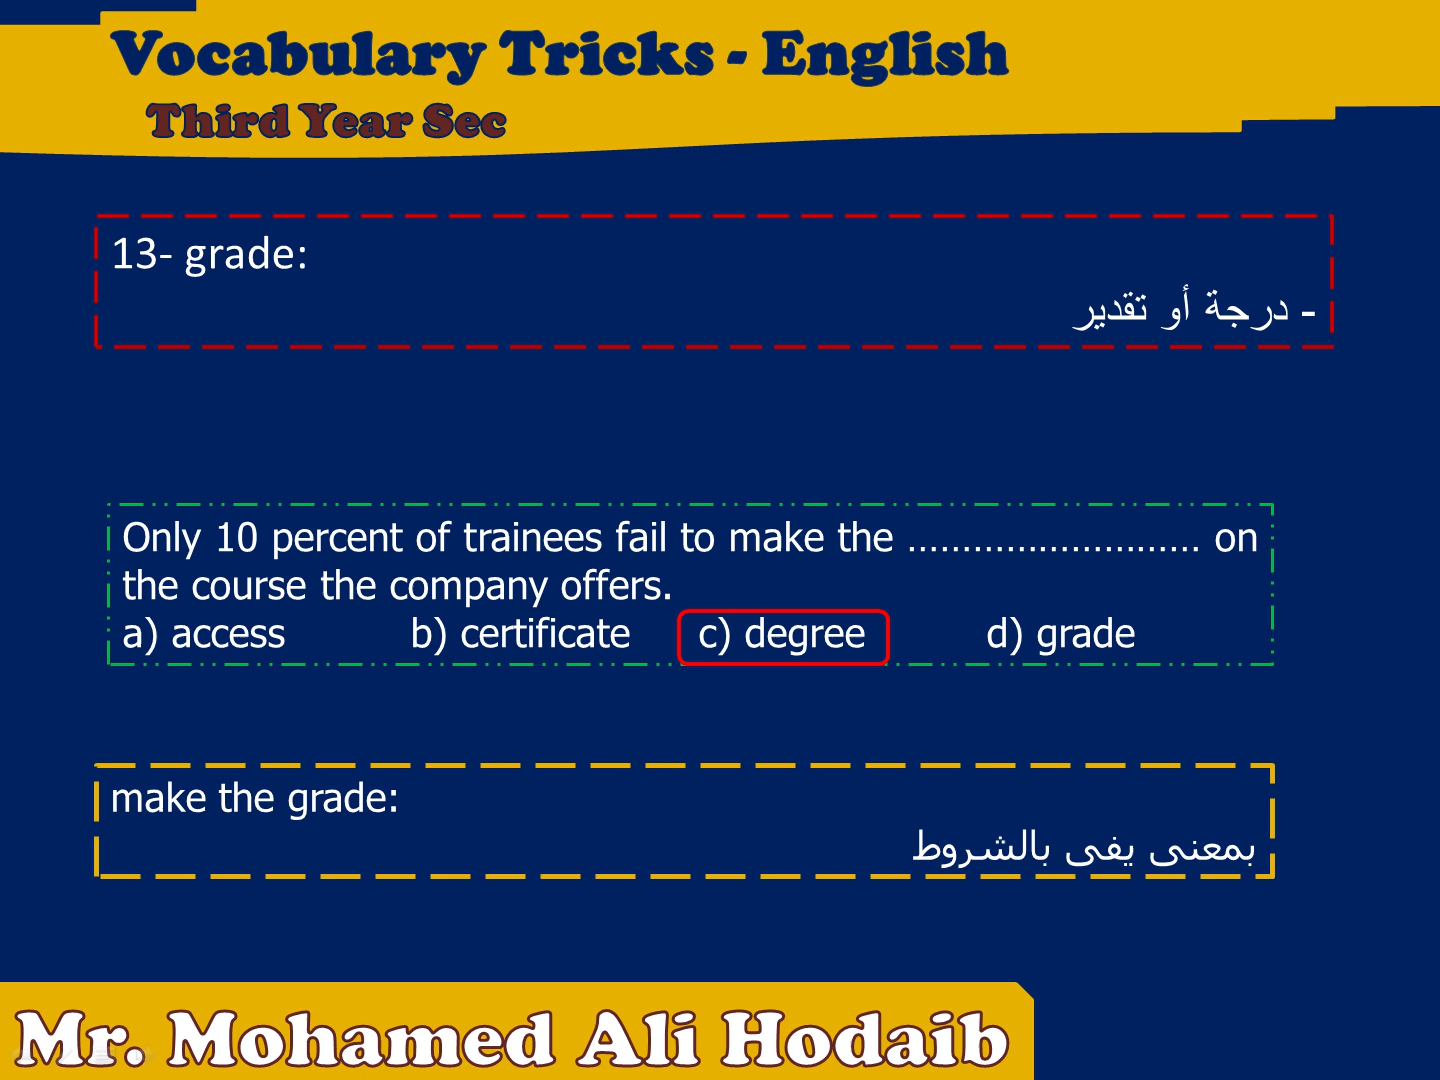 Vocabulary Tricks - English
Third Year Sec
13- grade:
- درجة أو تقدير
Only 10 percent of trainees fail to make the ……………………… on
the course the company offers.
a) access b) certificate c) degree d) grade
make the grade:
بمعنى يفى بالشروط
Mr. Mohamed Ali Hodaib